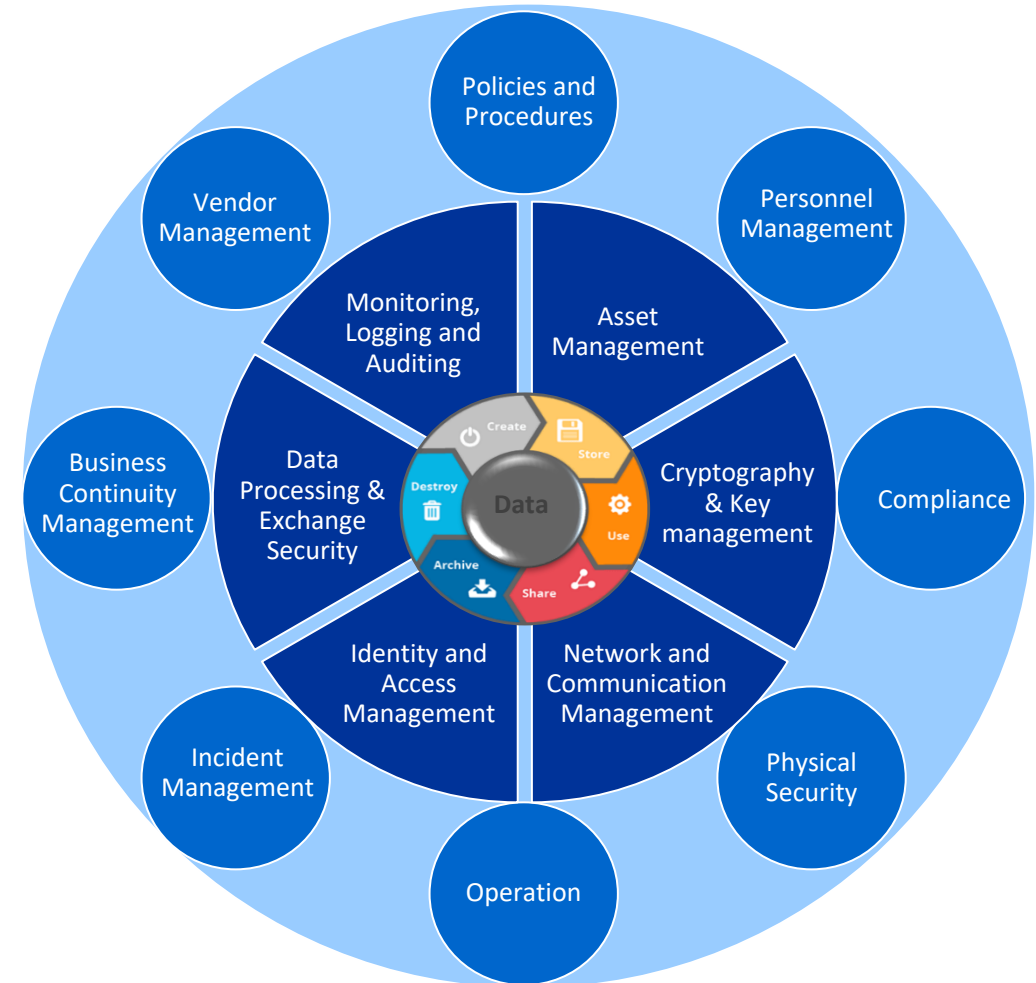 Policies and
Procedures
Personnel
Management
Compliance
Physical
Security
Operation
Incident
Management
Business
Continuity
Management
Vendor
Management
Asset
Management
Cryptography
& Key
management
Network and
Communication
Management
Identity and
Access
Management
Data
Processing &
Exchange
Security
Monitoring,
Logging and
Auditing
Create
Store
Use
Share
Archive
Destroy
Data